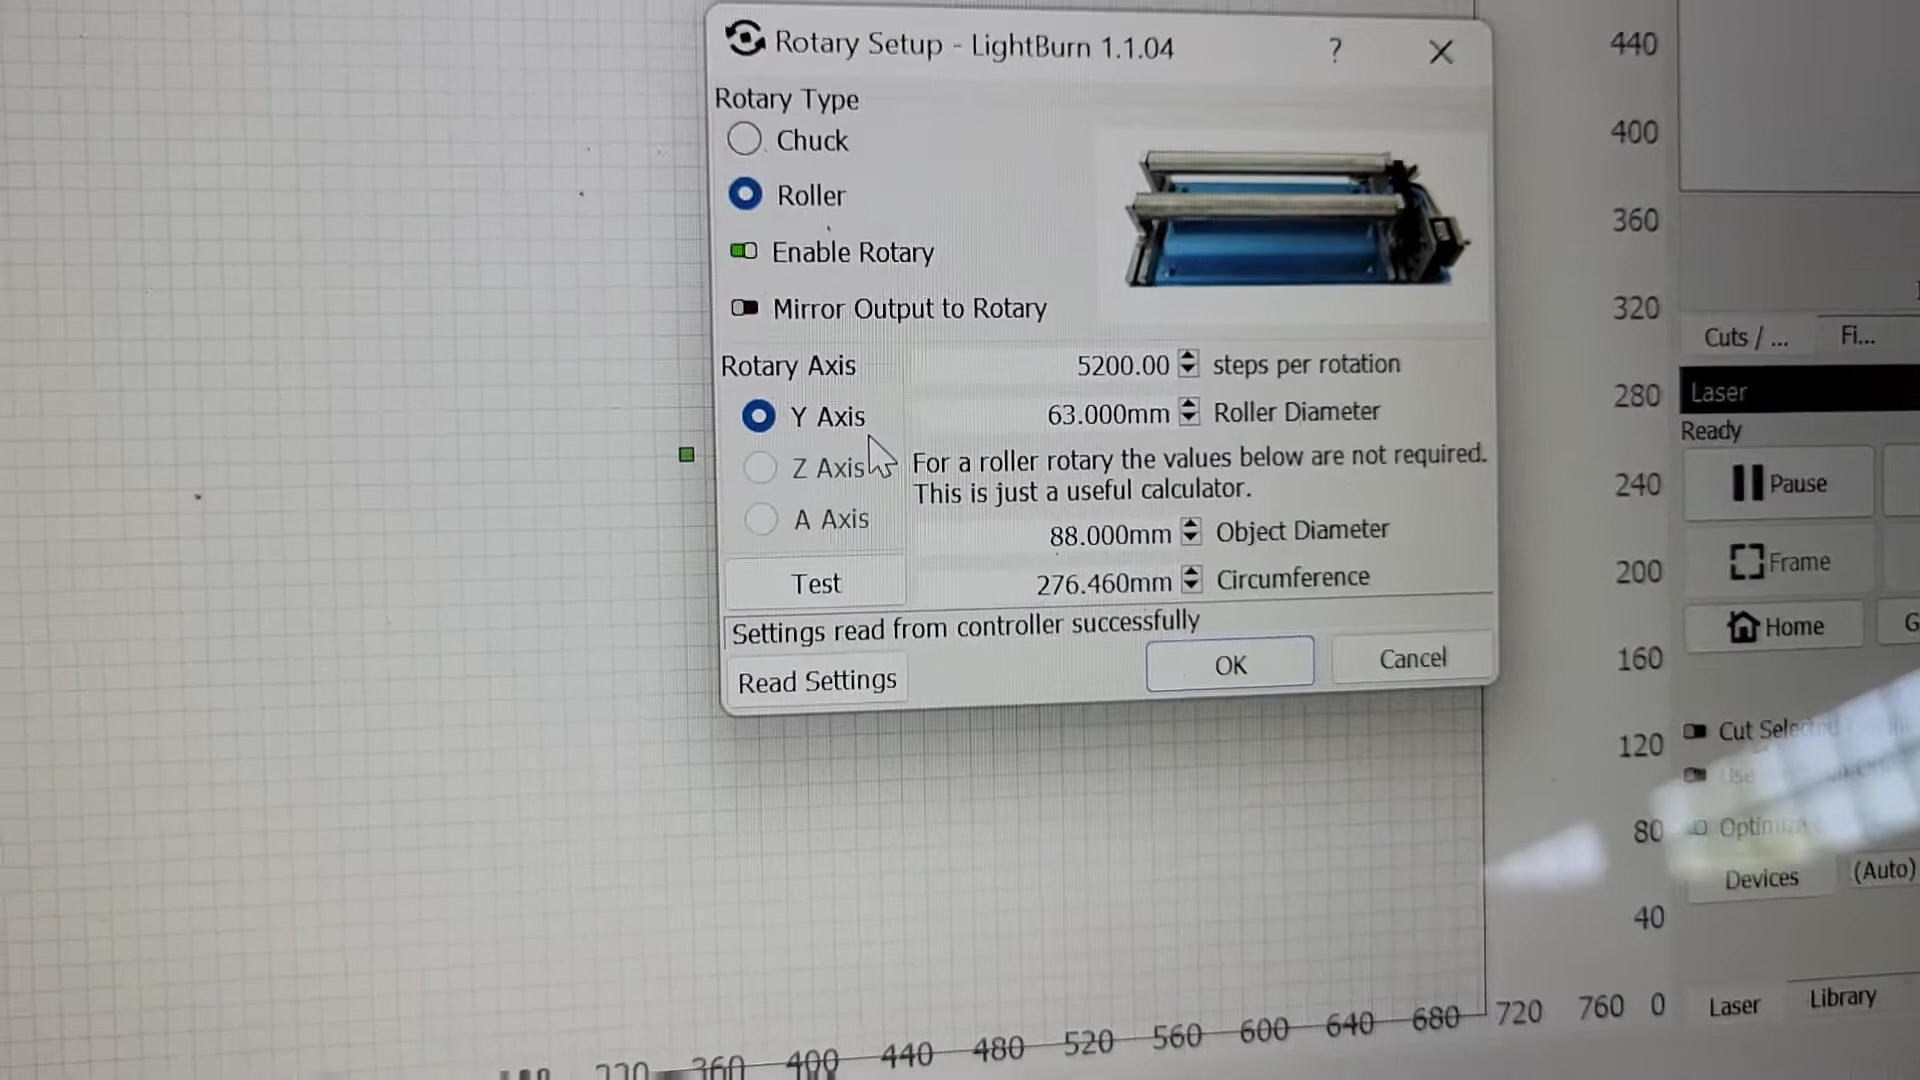 Rotary Setup - LightBurn 1.1.04
?
Rotary Type
Chuck
Roller
Enable Rotary
Mirror Output to Rotary
Rotary Axis
5200.00 steps per rotation
Y Axis
63.000mm Roller Diameter
Z Axis
For a roller rotary the values below are not required.
This is just a useful calculator.
A Axis
88.000mm Object Diameter
Test
276.460mm Circumference
Settings read from controller successfully
Read Settings
OK
Cancel
440
400
360
320
280
240
200
160
120
80
40
0
360
400
440
480
520
560
600
640
680
720
760
Cuts / ...
Fi...
Laser
Ready
Pause
Frame
Home
G
Cut Selected
Use
Devices
(Auto)
Laser
Library